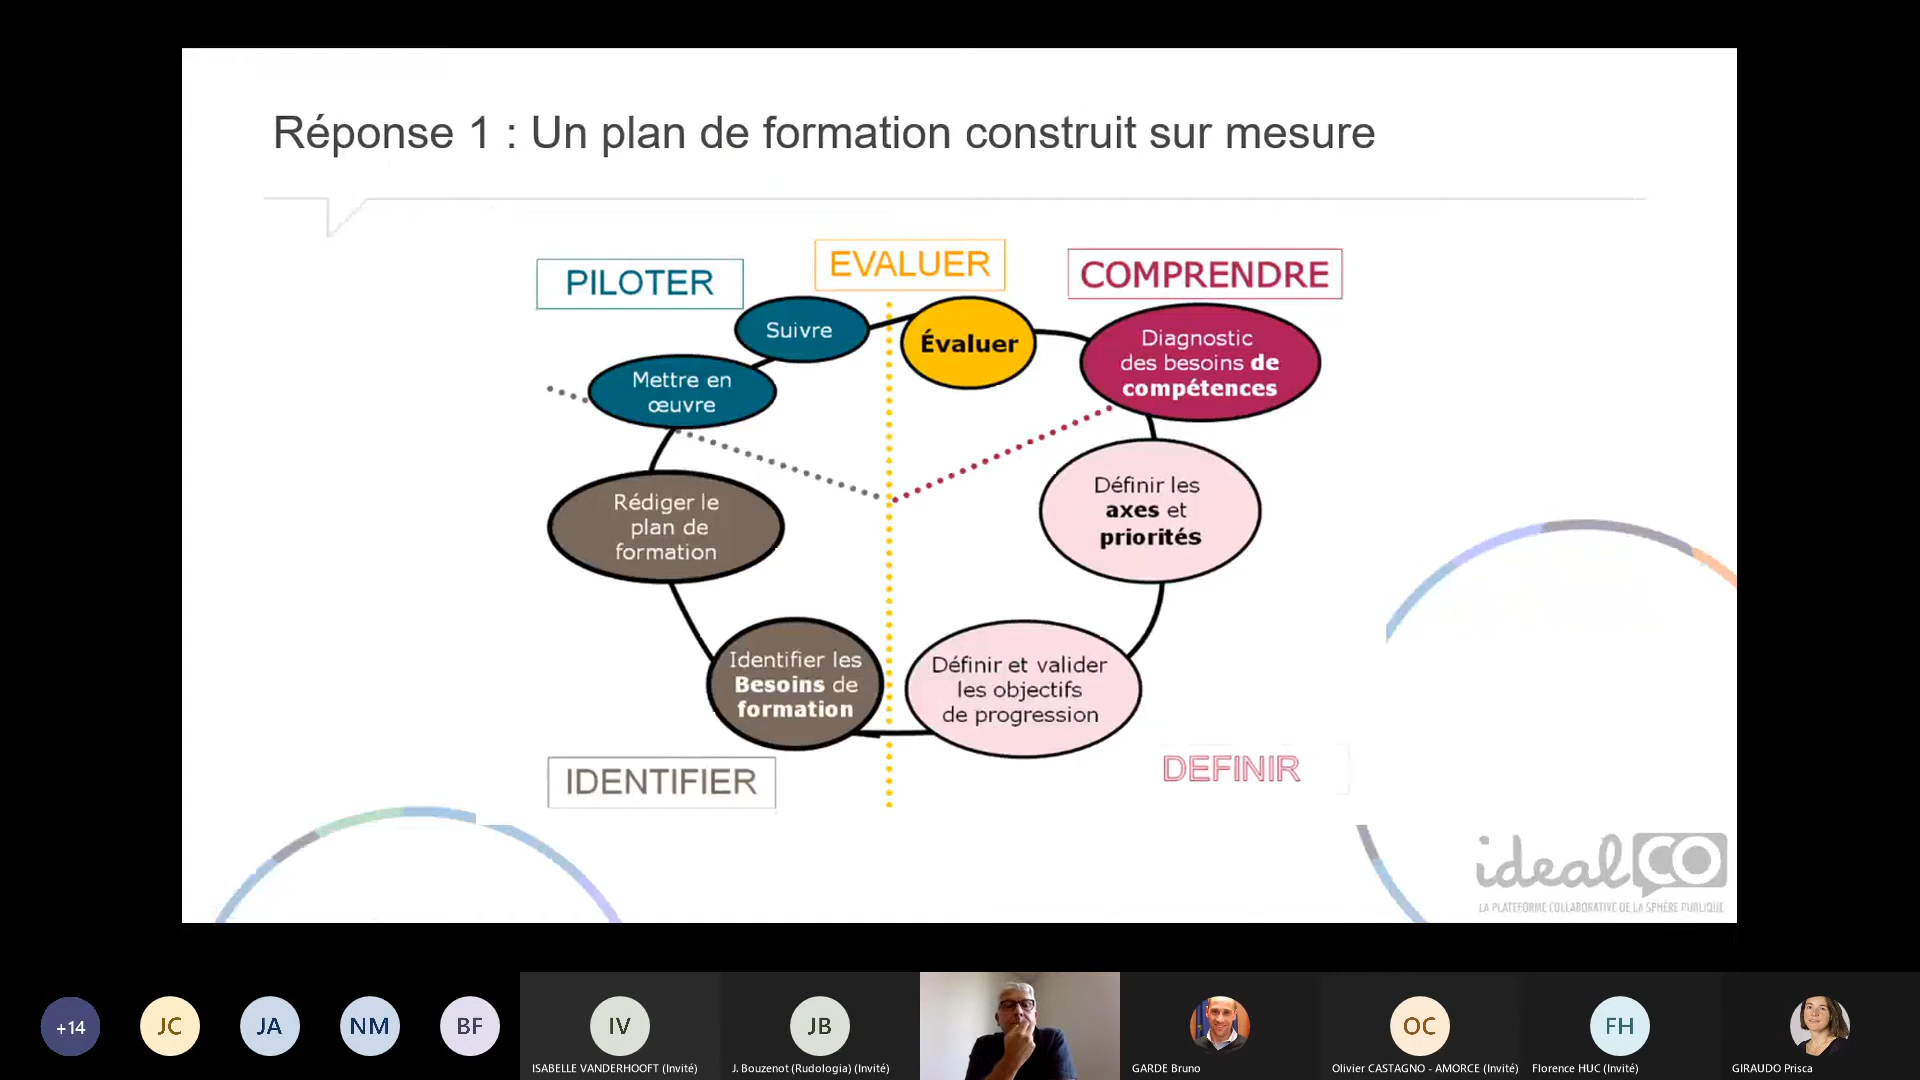 Réponse 1 : Un plan de formation construit sur mesure
PILOTER
EVALUER
COMPRENDRE
Suivre
Évaluer
Diagnostic
des besoins de
compétences
Mettre en
œuvre
Définir les
axes et
priorités
Rédiger le
plan de
formation
Identifier les
Besoins de
formation
Définir et valider
les objectifs
de progression
IDENTIFIER
DEFINIR
idealCO
LA PLATEFORME COLLABORATIVE DE LA SPHÈRE PUBLIQUE
+14
JC
JA
NM
BF
IV
ISABELLE VANDERHOOFT (Invité)
JB
J. Bouzenot (Rudologia) (Invité)
GARDE Bruno
OC
Olivier CASTAGNO - AMORCE (Invité)
FH
Florence HUC (Invité)
GIRAUDO Prisca